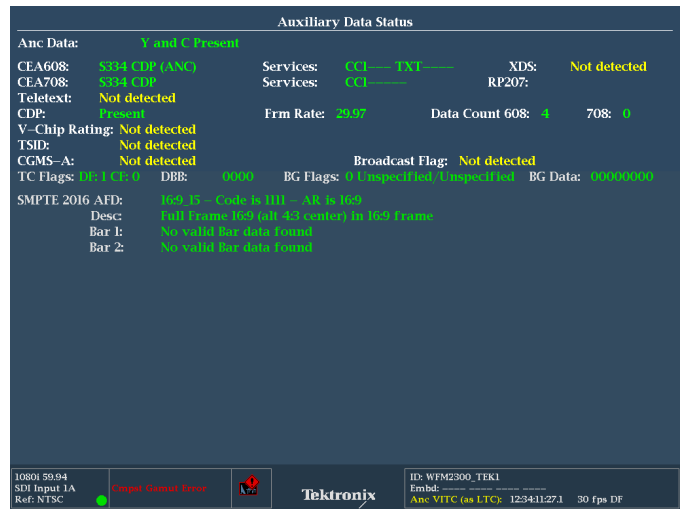 Auxiliary Data Status
Anc Data: Y and C Present
CEA608: S334 CDP (ANC) Services: CC1——— TXT———— XDS: Not detected
CEA708: S334 CDP Services: CC1————— RP207:
Teletext: Not detected
CDP: Present Frm Rate: 29.97 Data Count 608: 4 708: 0
V-Chip Rating: Not detected
TSID: Not detected
CGMS-A: Not detected Broadcast Flag: Not detected
TC Flags: DF: 1 CF: 0 DBB: 0000 BG Flags: 0 Unspecified/Unspecified BG Data: 00000000
SMPTE 2016 AFD: 16:9_15 - Code is 1111 - AR is 16:9
Desc: Full Frame 16:9 (alt 4:3 center) in 16:9 frame
Bar 1: No valid Bar data found
Bar 2: No valid Bar data found
1080i 59.94
SDI Input 1A
Ref: NTSC
Gamut Error
Tektronix
ID: WFM2300_TEK1
Embd: ———— ———— ———— ————
Anc VITC (as LTC): 12:34:11:27.1 30 fps DF